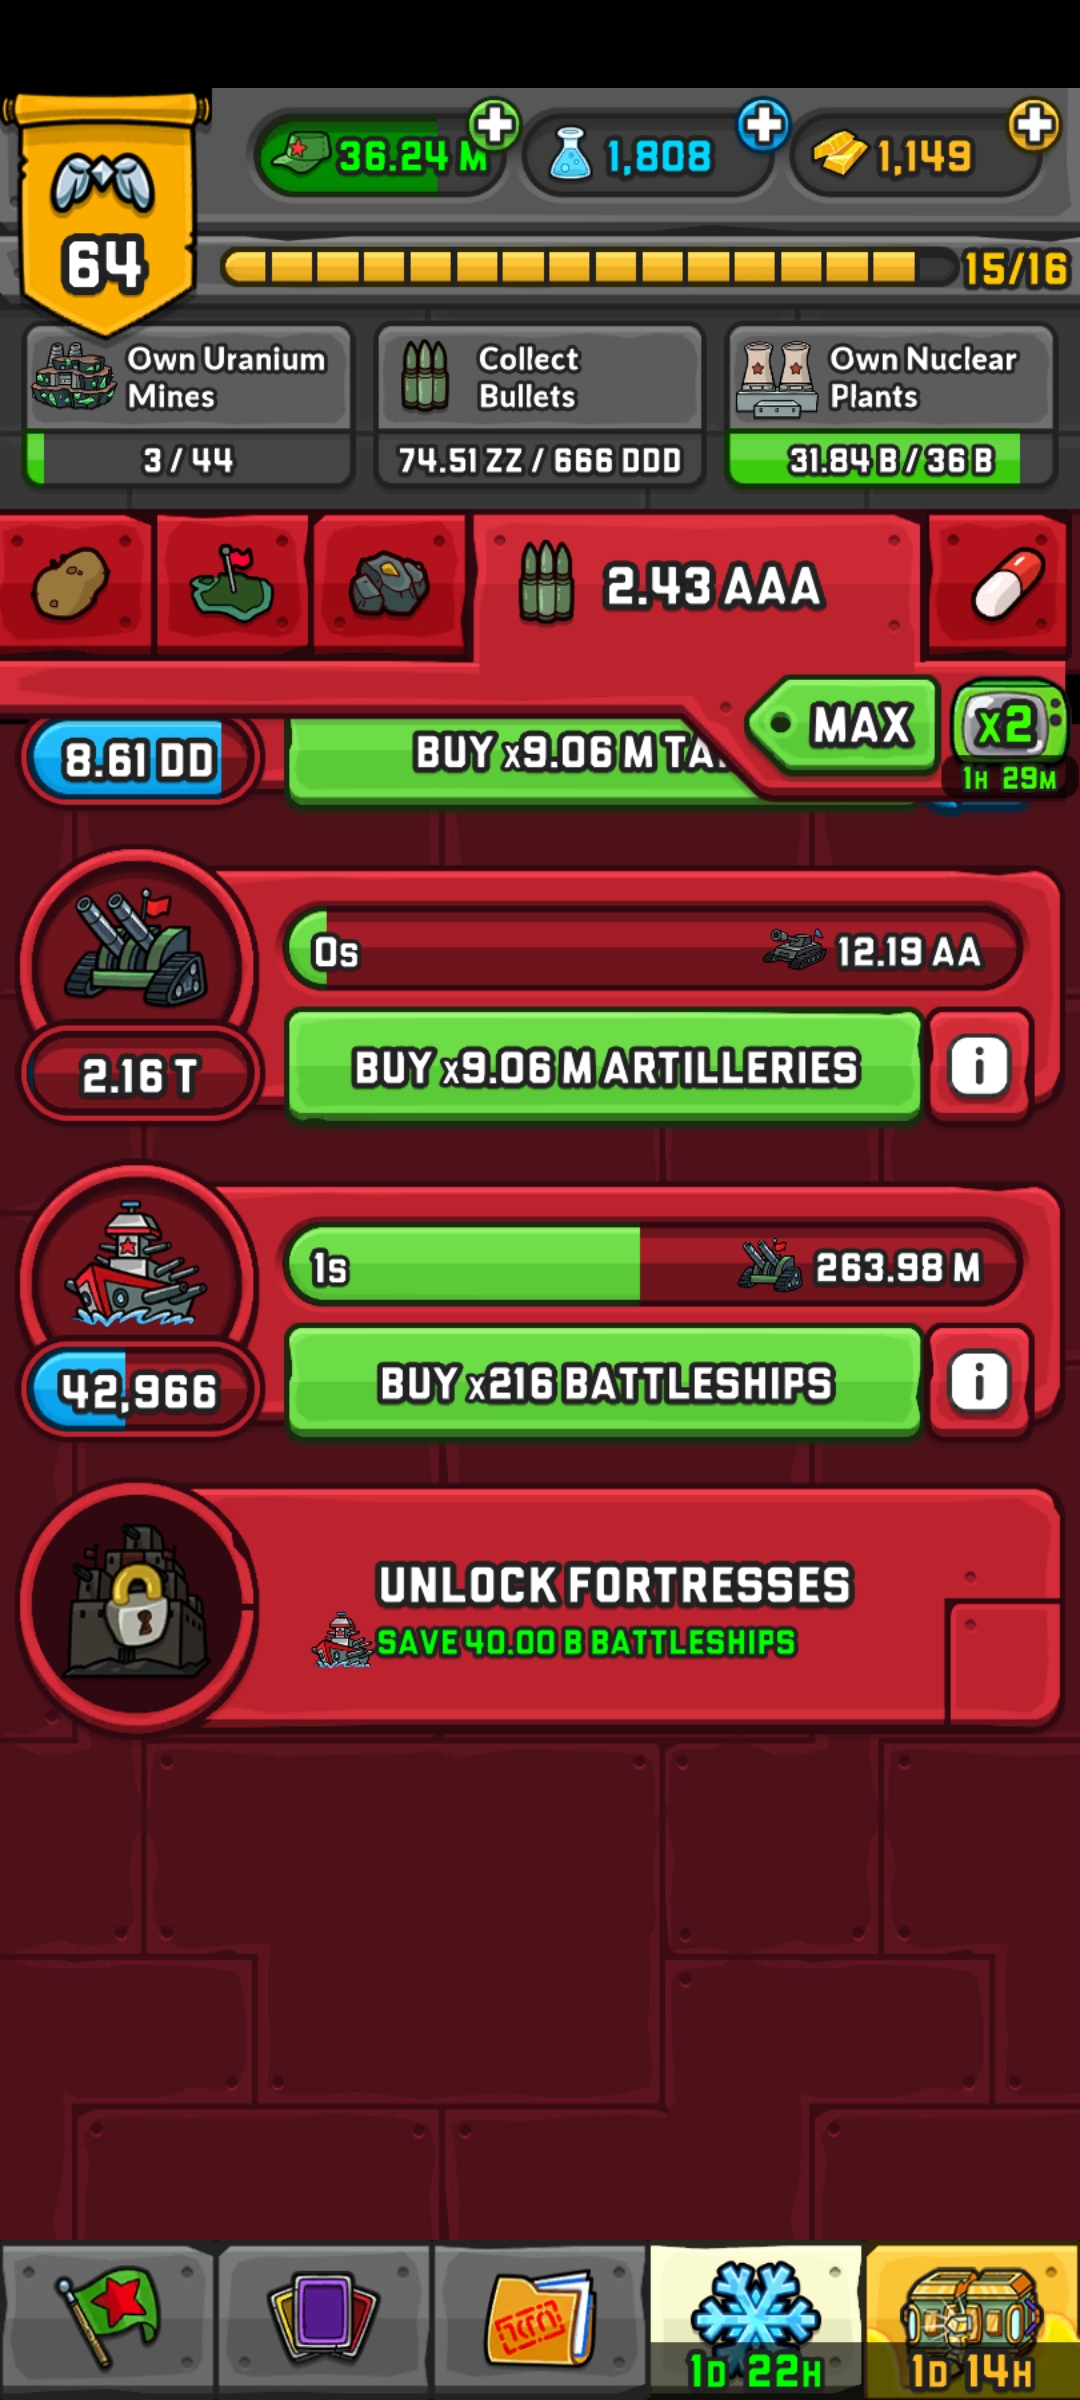 36.24 M
1,808
1,149
64
15/16
Own Uranium
Mines
3 / 44
Collect
Bullets
74.51 ZZ / 666 DDD
Own Nuclear
Plants
31.84 B / 36 B
2.43 AAA
MAX
x2
1H 29M
8.61 DD
BUY x9.06 M TA
0s
12.19 AA
2.16 T
BUY x9.06 M ARTILLERIES
i
1s
263.98 M
42,966
BUY x216 BATTLESHIPS
i
UNLOCK FORTRESSES
SAVE 40.00 B BATTLESHIPS
1D 22H
1D 14H